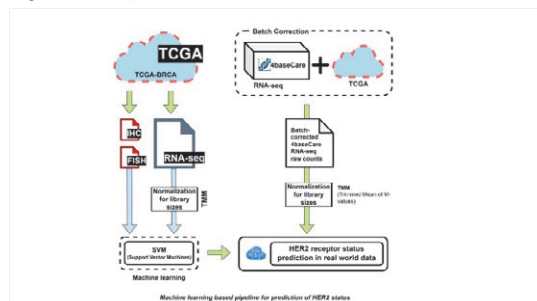 Batch Correction
TCGA
TCGA-BRCA
4baseCare
RNA-seq
TCGA
IHC
FISH
RNA-seq
Batch-
corrected
4baseCare
RNA-seq
raw counts
Normalization
for library
sizes
TMM
Normalization
for library
sizes
TMM
(Trimmed Mean of M-
values)
SVM
(Support Vector Machines)
Machine learning
HER2 receptor status
prediction in real world data
Machine learning based pipeline for prediction of HER2 status